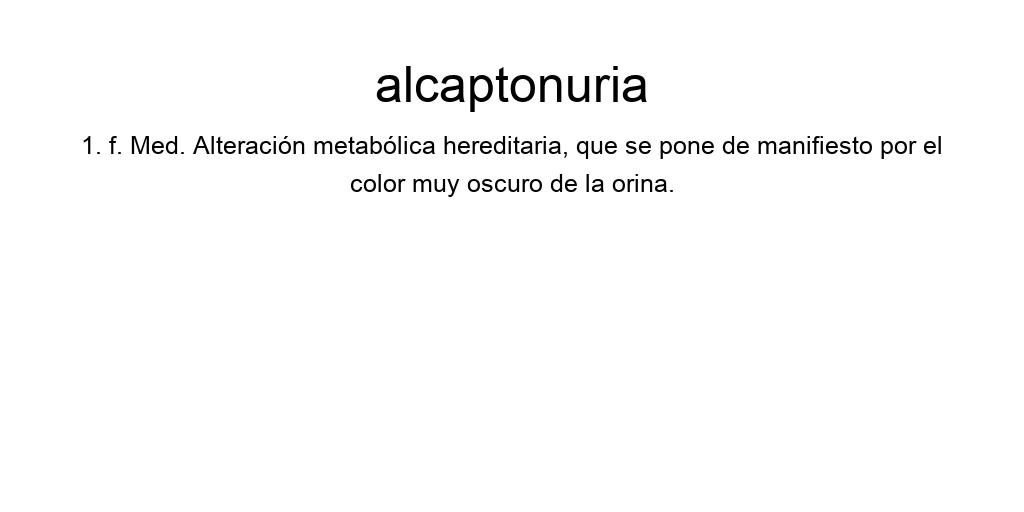 alcaptonuria
1. f. Med. Alteración metabólica hereditaria, que se pone de manifiesto por el
color muy oscuro de la orina.